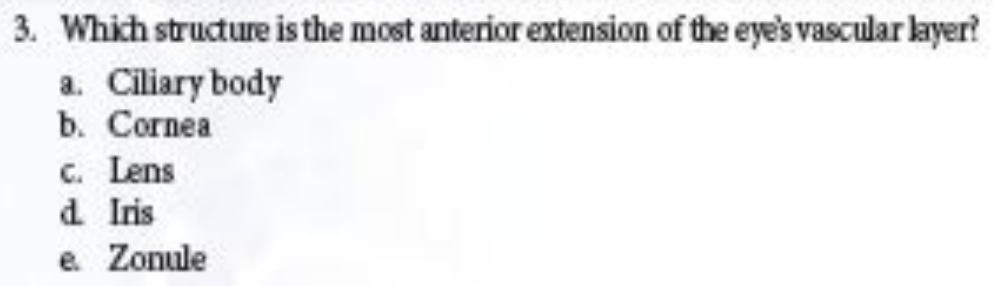 3. Which structure is the most anterior extension of the eye's vascular layer?
a. Ciliary body
b. Cornea
c. Lens
d. Iris
e. Zonule